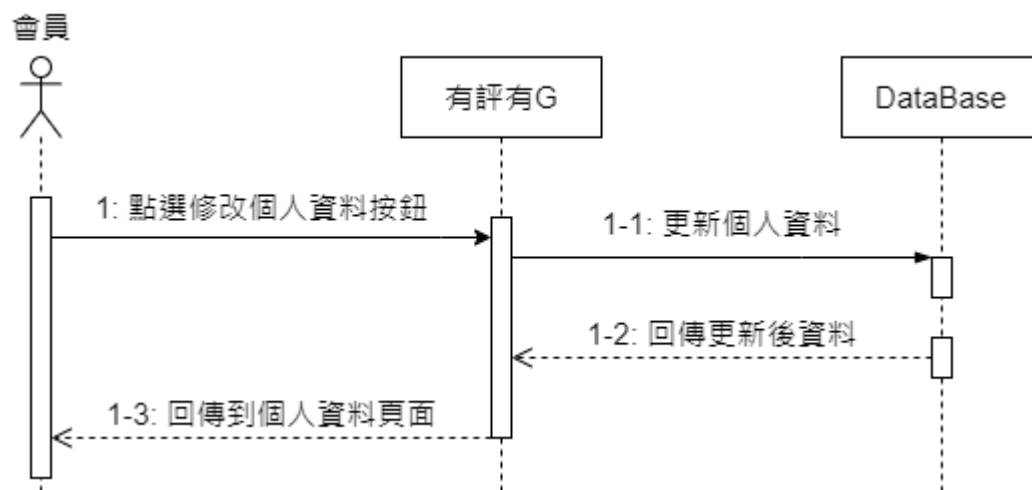 會員
有評有G
DataBase
1: 點選修改個人資料按鈕
1-1: 更新個人資料
1-2: 回傳更新後資料
1-3: 回傳到個人資料頁面